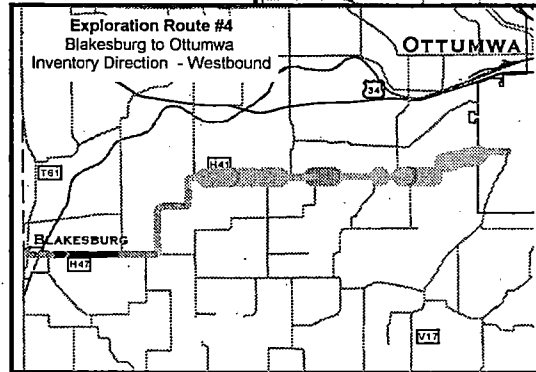 Exploration Route #4
Blakesburg to Ottumwa
Inventory Direction - Westbound
OTTUMWA
34
T61
H41
BLAKESBURG
H47
V17